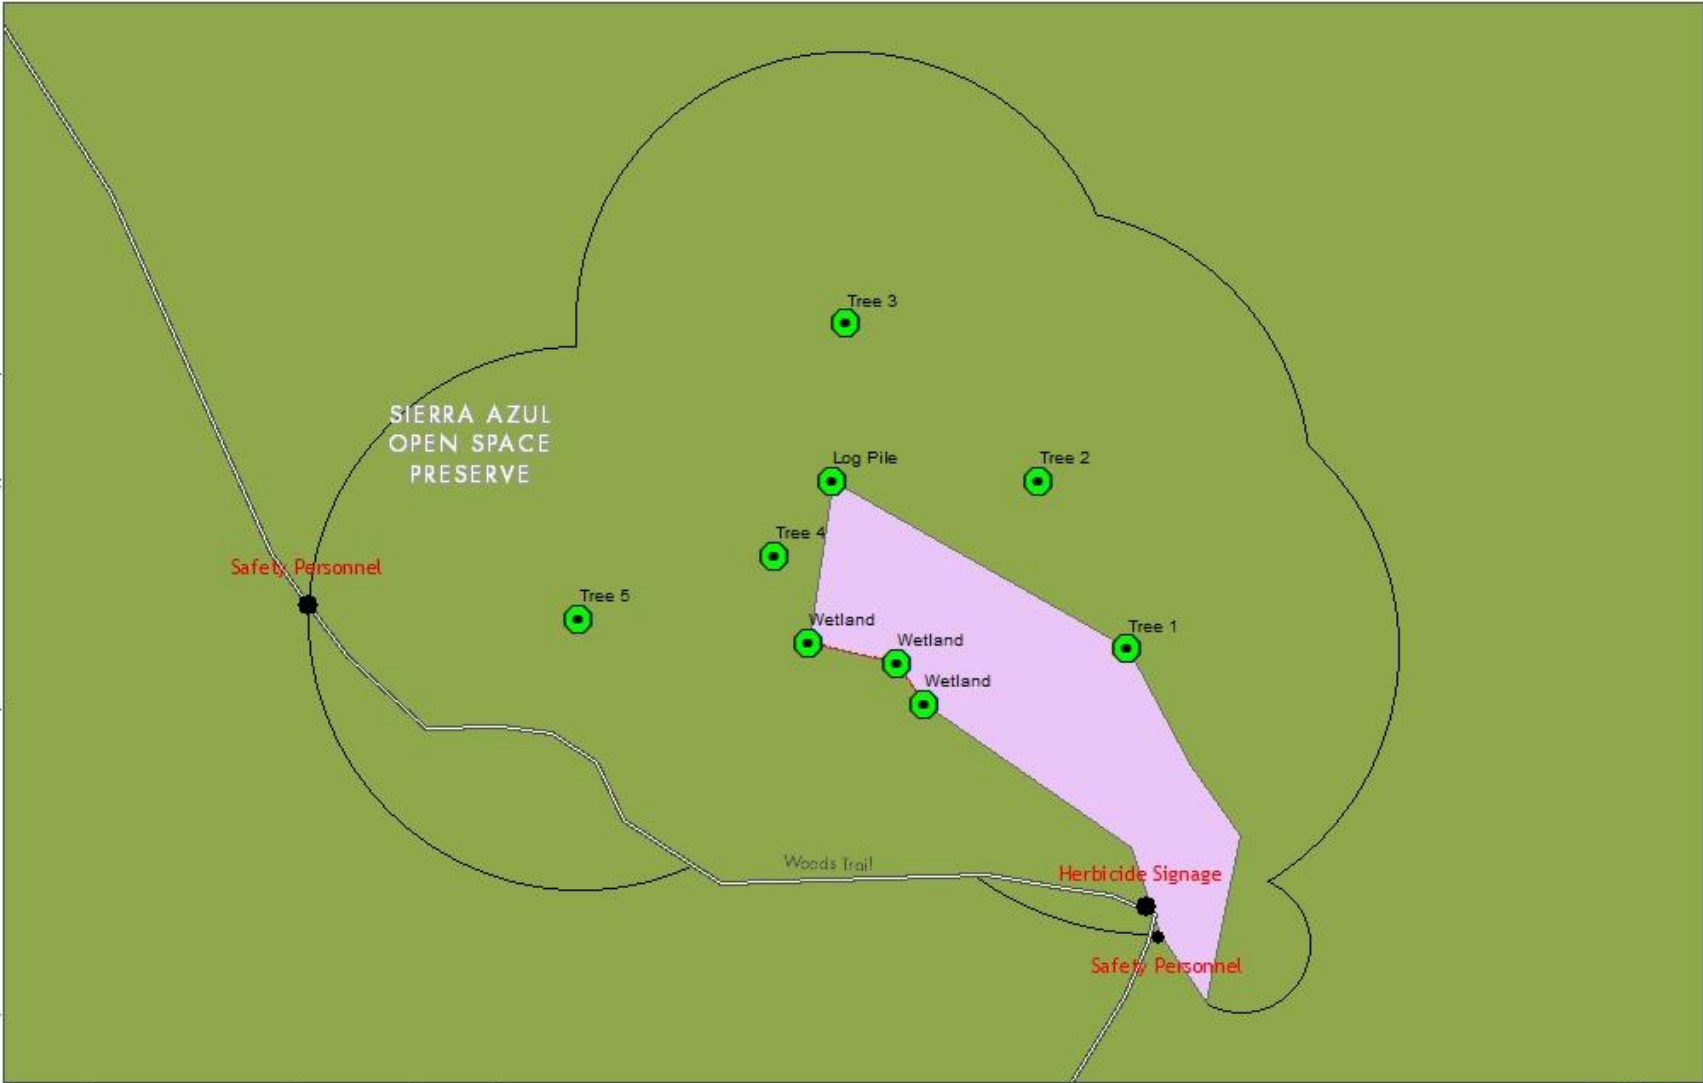 Tree 3
SIERRA AZUL
OPEN SPACE
PRESERVE
Log Pile
Tree 2
Tree 4
Safety Personnel
Tree 5
Wetland
Tree 1
Wetland
Wetland
Woods Trail
Herbicide Signage
Safety Personnel